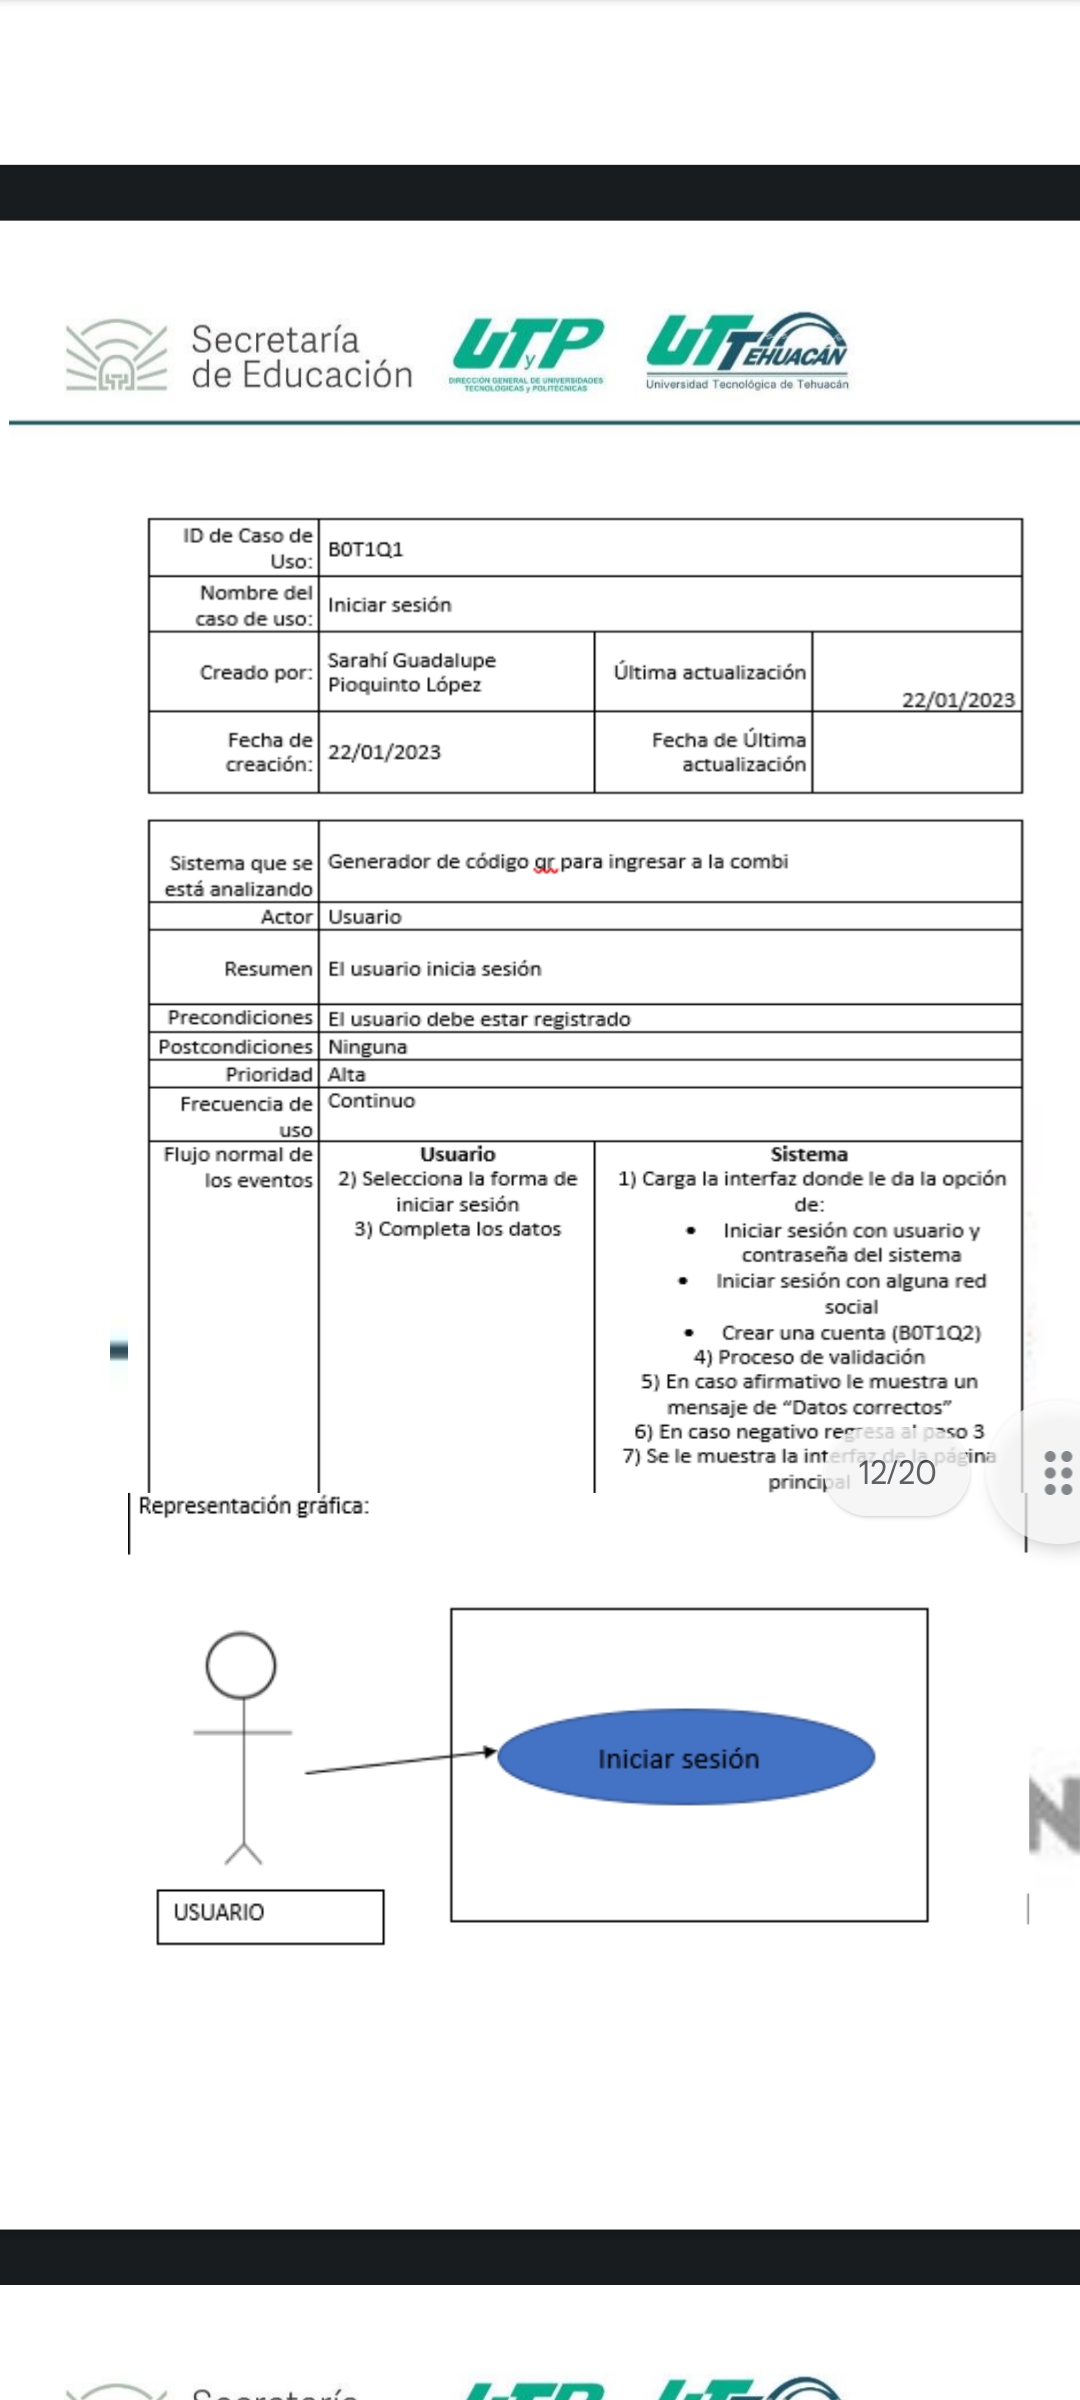 Secretaría
de Educación
UTyP
DIRECCIÓN GENERAL DE UNIVERSIDADES
TECNOLÓGICAS y POLITÉCNICAS
UTTEHUACÁN
Universidad Tecnológica de Tehuacán
ID de Caso de
Uso:
B0T1Q1
Nombre del
caso de uso:
Iniciar sesión
Creado por:
Sarahí Guadalupe
Pioquinto López
Última actualización
22/01/2023
Fecha de
creación:
22/01/2023
Fecha de Última
actualización
Sistema que se
está analizando
Generador de código qr para ingresar a la combi
Actor
Usuario
Resumen
El usuario inicia sesión
Precondiciones
El usuario debe estar registrado
Postcondiciones
Ninguna
Prioridad
Alta
Frecuencia de
uso
Continuo
Flujo normal de
los eventos
Usuario
2) Selecciona la forma de
iniciar sesión
3) Completa los datos
Sistema
1) Carga la interfaz donde le da la opción
de:
• Iniciar sesión con usuario y
contraseña del sistema
• Iniciar sesión con alguna red
social
• Crear una cuenta (B0T1Q2)
4) Proceso de validación
5) En caso afirmativo le muestra un
mensaje de “Datos correctos”
6) En caso negativo regresa al paso 3
7) Se le muestra la interfaz de la página
principal
12/20
Representación gráfica:
Iniciar sesión
USUARIO
N